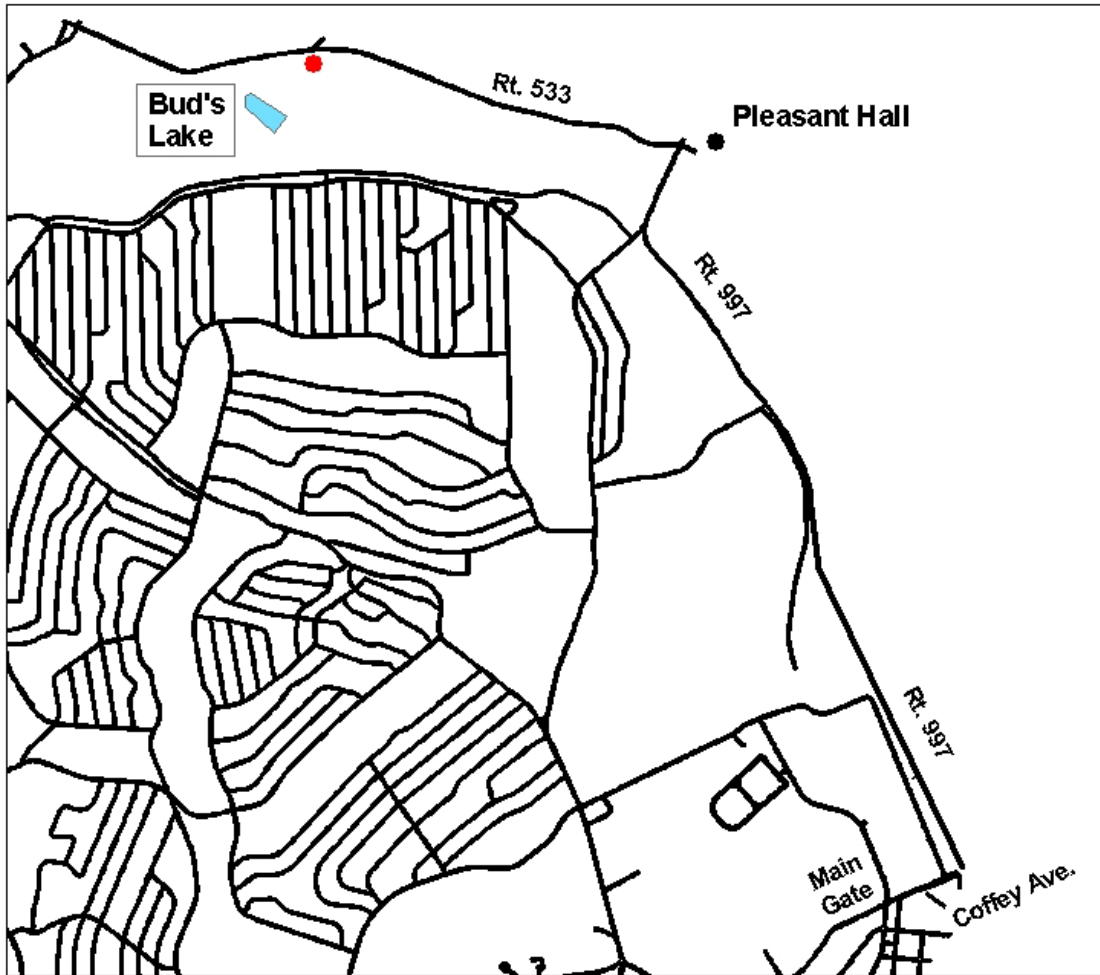 Rt. 533
Bud's
Lake
Pleasant Hall
Rt. 997
Rt. 997
Main
Gate
Coffey Ave.